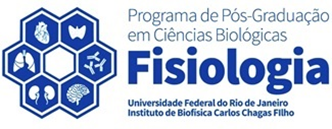 Programa de Pós-Graduação
em Ciências Biológicas
Fisiologia
Universidade Federal do Rio de Janeiro
Instituto de Biofísica Carlos Chagas FIlho